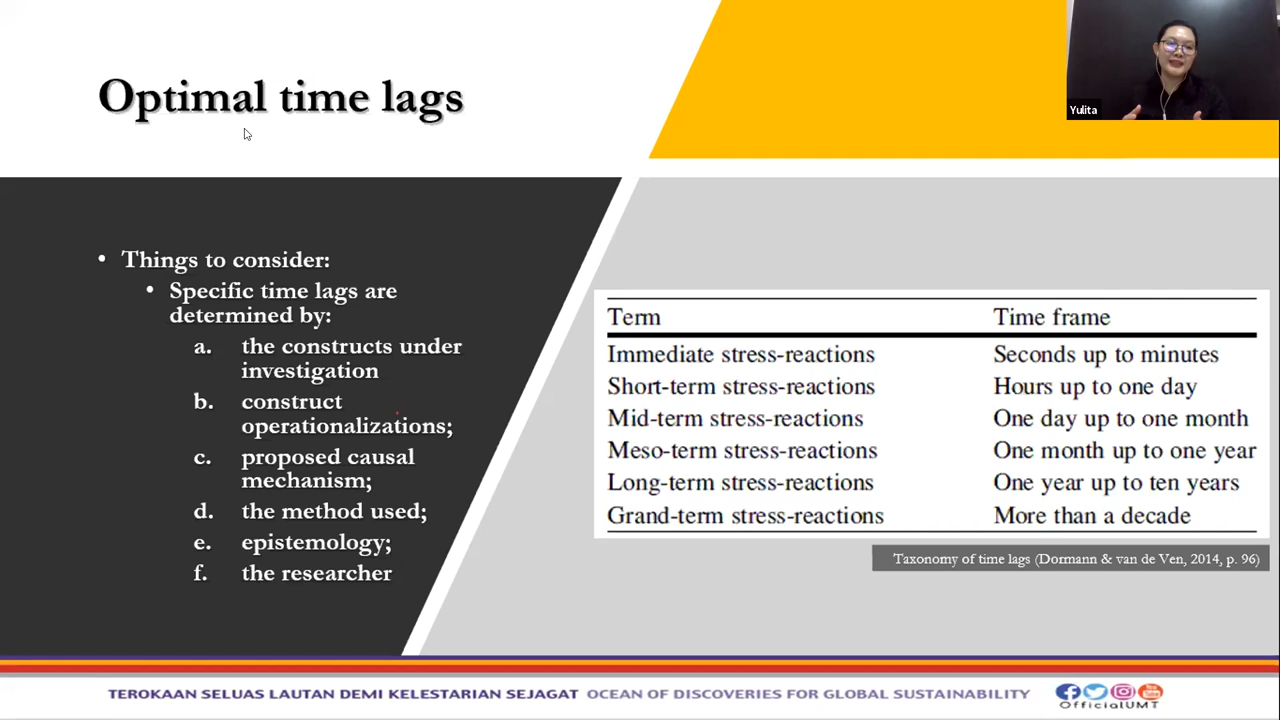 Optimal time lags
Yulita
• Things to consider:
• Specific time lags are
determined by:
a. the constructs under
investigation
b. construct
operationalizations;
c. proposed causal
mechanism;
d. the method used;
e. epistemology;
f. the researcher
Term Time frame
Immediate stress-reactions Seconds up to minutes
Short-term stress-reactions Hours up to one day
Mid-term stress-reactions One day up to one month
Meso-term stress-reactions One month up to one year
Long-term stress-reactions One year up to ten years
Grand-term stress-reactions More than a decade
Taxonomy of time lags (Dormann & van de Ven, 2014, p. 96)
TEROKAAN SELUAS LAUTAN DEMI KELESTARIAN SEJAGAT OCEAN OF DISCOVERIES FOR GLOBAL SUSTAINABILITY
OfficialUMT